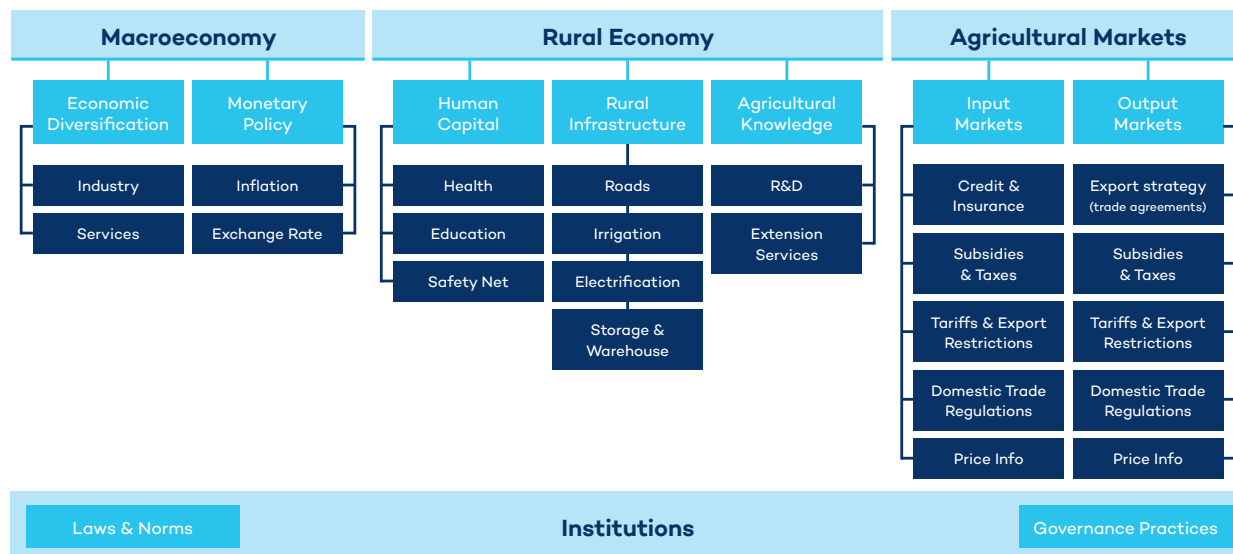 Macroeconomy
Economic
Diversification
Industry
Services
Monetary
Policy
Inflation
Exchange Rate
Rural Economy
Human
Capital
Health
Education
Safety Net
Rural
Infrastructure
Roads
Irrigation
Electrification
Storage &
Warehouse
Agricultural
Knowledge
R&D
Extension
Services
Agricultural Markets
Input
Markets
Credit &
Insurance
Subsidies
& Taxes
Tariffs & Export
Restrictions
Domestic Trade
Regulations
Price Info
Output
Markets
Export strategy
(trade agreements)
Subsidies
& Taxes
Tariffs & Export
Restrictions
Domestic Trade
Regulations
Price Info
Laws & Norms
Institutions
Governance Practices